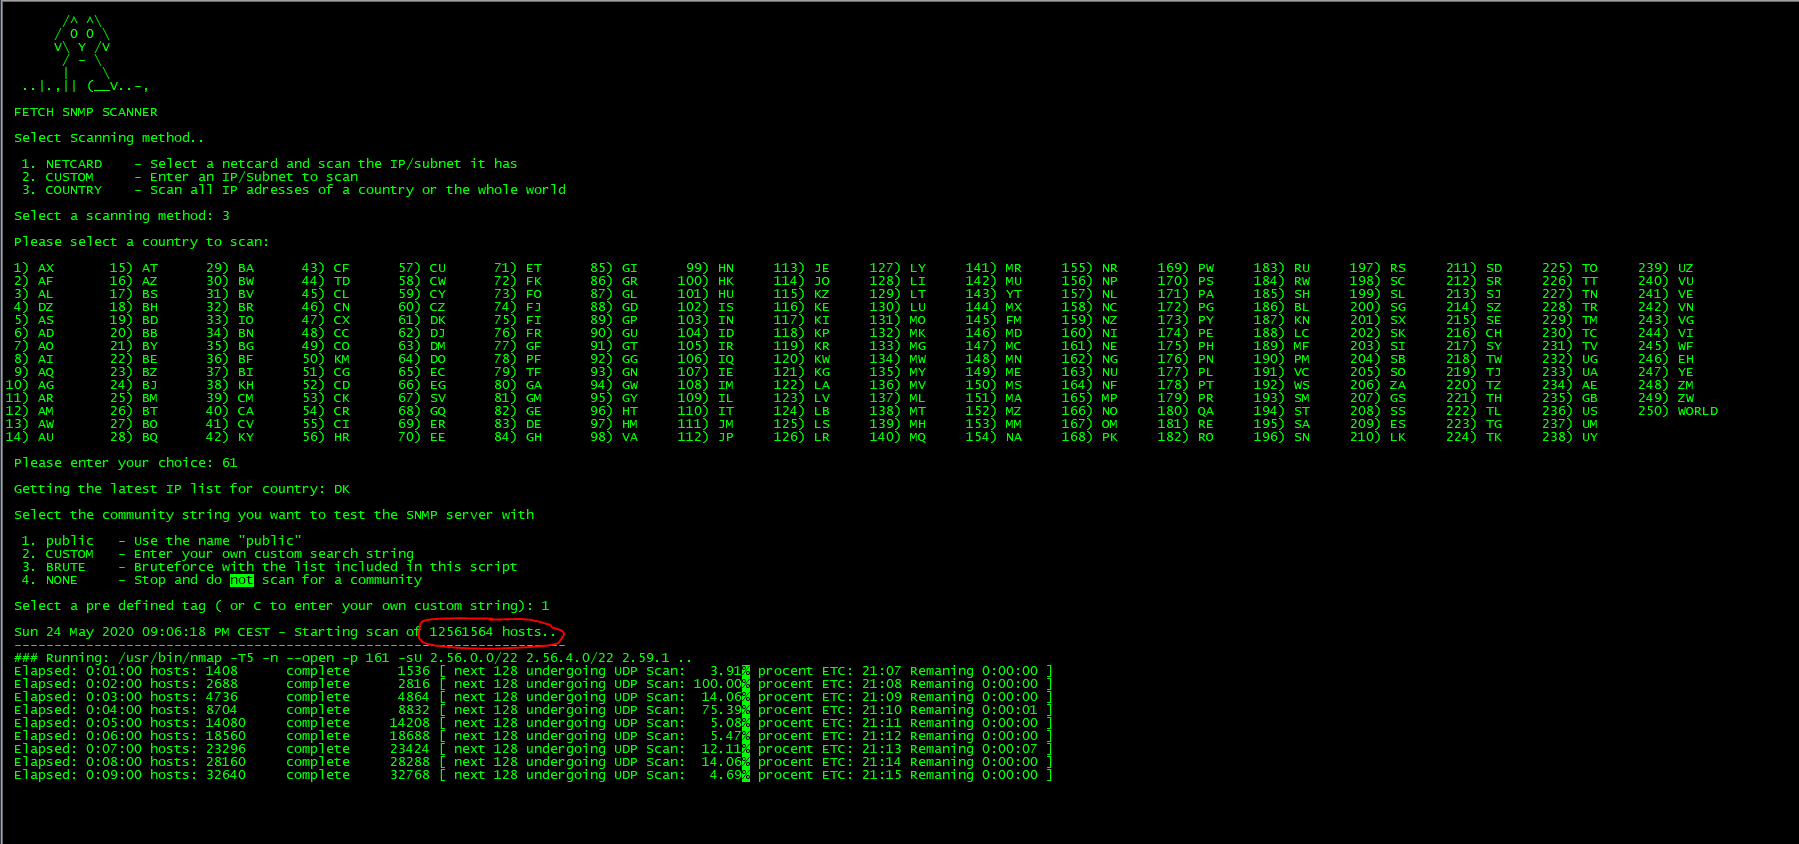 /^ ^\
/ 0 0 \
V\ Y /V
/ - \
|    \
..|.,|| (__V..-,
FETCH SNMP SCANNER
Select Scanning method..
1. NETCARD    - Select a netcard and scan the IP/subnet it has
2. CUSTOM     - Enter an IP/Subnet to scan
3. COUNTRY    - Scan all IP adresses of a country or the whole world
Select a scanning method: 3
Please select a country to scan:
1) AX 15) AT 29) BA 43) CF 57) CU 71) ET 85) GI 99) HN 113) JE 127) LY 141) MR 155) NR 169) PW 183) RU 197) RS 211) SD 225) TO 239) UZ
2) AF 16) AZ 30) BW 44) TD 58) CW 72) FK 86) GR 100) HK 114) JO 128) LI 142) MU 156) NP 170) PS 184) RW 198) SC 212) SR 226) TT 240) VU
3) AL 17) BS 31) BV 45) CL 59) CY 73) FO 87) GL 101) HU 115) KZ 129) LT 143) YT 157) NL 171) PA 185) SH 199) SL 213) SJ 227) TN 241) VE
4) DZ 18) BH 32) BR 46) CN 60) CZ 74) FJ 88) GD 102) IS 116) KE 130) LU 144) MX 158) NC 172) PG 186) BL 200) SG 214) SZ 228) TR 242) VN
5) AS 19) BD 33) IO 47) CX 61) DK 75) FI 89) GP 103) IN 117) KI 131) MO 145) FM 159) NZ 173) PY 187) KN 201) SX 215) SE 229) TM 243) VG
6) AD 20) BB 34) BN 48) CC 62) DJ 76) FR 90) GU 104) ID 118) KP 132) MK 146) MD 160) NI 174) PE 188) LC 202) SK 216) CH 230) TC 244) VI
7) AO 21) BY 35) BG 49) CO 63) DM 77) GF 91) GT 105) IR 119) KR 133) MG 147) MC 161) NE 175) PH 189) MF 203) SI 217) SY 231) TV 245) WF
8) AI 22) BE 36) BF 50) KM 64) DO 78) PF 92) GG 106) IQ 120) KW 134) MW 148) MN 162) NG 176) PN 190) PM 204) SB 218) TW 232) UG 246) EH
9) AQ 23) BZ 37) BI 51) CG 65) EC 79) TF 93) GN 107) IE 121) KG 135) MY 149) ME 163) NU 177) PL 191) VC 205) SO 219) TJ 233) UA 247) YE
10) AG 24) BJ 38) KH 52) CD 66) EG 80) GA 94) GW 108) IM 122) LA 136) MV 150) MS 164) NF 178) PT 192) WS 206) ZA 220) TZ 234) AE 248) ZM
11) AR 25) BM 39) CM 53) CK 67) SV 81) GM 95) GY 109) IL 123) LV 137) ML 151) MA 165) MP 179) PR 193) SM 207) GS 221) TH 235) GB 249) ZW
12) AM 26) BT 40) CA 54) CR 68) GQ 82) GE 96) HT 110) IT 124) LB 138) MT 152) MZ 166) NO 180) QA 194) ST 208) SS 222) TL 236) US 250) WORLD
13) AW 27) BO 41) CV 55) CI 69) ER 83) DE 97) HM 111) JM 125) LS 139) MH 153) MM 167) OM 181) RE 195) SA 209) ES 223) TG 237) UM
14) AU 28) BQ 42) KY 56) HR 70) EE 84) GH 98) VA 112) JP 126) LR 140) MQ 154) NA 168) PK 182) RO 196) SN 210) LK 224) TK 238) UY
Please enter your choice: 61
Getting the latest IP list for country: DK
Select the community string you want to test the SNMP server with
1. public   - Use the name "public"
2. CUSTOM   - Enter your own custom search string
3. BRUTE    - Bruteforce with the list included in this script
4. NONE     - Stop and do not scan for a community
Select a pre defined tag ( or C to enter your own custom string): 1
Sun 24 May 2020 09:06:18 PM CEST - Starting scan of 12561564 hosts..
---------------------------------------------------------------------
### Running: /usr/bin/nmap -T5 -n --open -p 161 -sU 2.56.0.0/22 2.56.4.0/22 2.59.1 ..
Elapsed: 0:01:00 hosts: 1408      complete      1536 [ next 128 undergoing UDP Scan:   3.91% procent ETC: 21:07 Remaning 0:00:00 ]
Elapsed: 0:02:00 hosts: 2688      complete      2816 [ next 128 undergoing UDP Scan: 100.00% procent ETC: 21:08 Remaning 0:00:00 ]
Elapsed: 0:03:00 hosts: 4736      complete      4864 [ next 128 undergoing UDP Scan:  14.06% procent ETC: 21:09 Remaning 0:00:00 ]
Elapsed: 0:04:00 hosts: 8704      complete      8832 [ next 128 undergoing UDP Scan:  75.39% procent ETC: 21:10 Remaning 0:00:01 ]
Elapsed: 0:05:00 hosts: 14080     complete     14208 [ next 128 undergoing UDP Scan:   5.08% procent ETC: 21:11 Remaning 0:00:00 ]
Elapsed: 0:06:00 hosts: 18560     complete     18688 [ next 128 undergoing UDP Scan:   5.47% procent ETC: 21:12 Remaning 0:00:00 ]
Elapsed: 0:07:00 hosts: 23296     complete     23424 [ next 128 undergoing UDP Scan:  12.11% procent ETC: 21:13 Remaning 0:00:07 ]
Elapsed: 0:08:00 hosts: 28160     complete     28288 [ next 128 undergoing UDP Scan:  14.06% procent ETC: 21:14 Remaning 0:00:00 ]
Elapsed: 0:09:00 hosts: 32640     complete     32768 [ next 128 undergoing UDP Scan:   4.69% procent ETC: 21:15 Remaning 0:00:00 ]